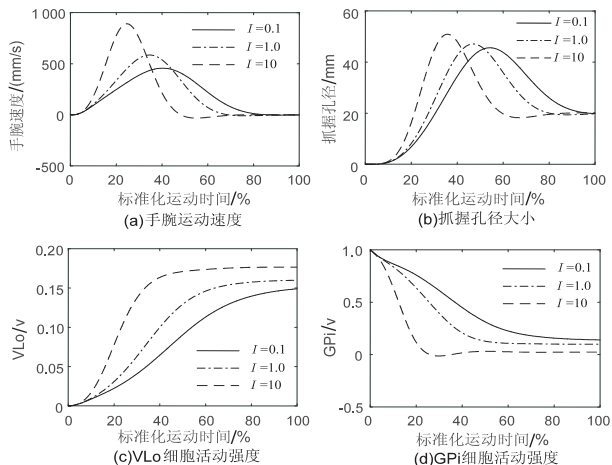 1 000
500
0
-500
手腕速度/(mm/s)
I=0.1
I=1.0
I=10
0 20 40 60 80 100
标准化运动时间/%
(a)手腕运动速度
60
40
20
0
抓握孔径/mm
I=0.1
I=1.0
I=10
0 20 40 60 80 100
标准化运动时间/%
(b)抓握孔径大小
0.20
0.15
0.10
0.05
0
VLo/v
I=0.1
I=1.0
I=10
0 20 40 60 80 100
标准化运动时间/%
(c)VLo细胞活动强度
1.0
0.5
0
-0.5
GPi/v
I=0.1
I=1.0
I=10
0 20 40 60 80 100
标准化运动时间/%
(d)GPi细胞活动强度